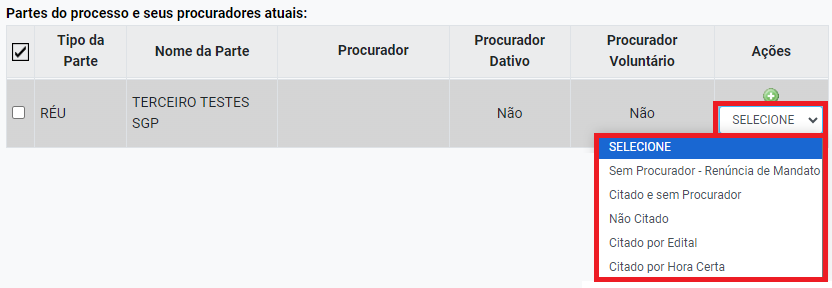 Partes do processo e seus procuradores atuais:
Tipo da Parte
Nome da Parte
Procurador
Procurador Dativo
Procurador Voluntário
Ações
RÉU
TERCEIRO TESTES
SGP
Não
Não
SELECIONE
SELECIONE
Sem Procurador - Renúncia de Mandato
Citado e sem Procurador
Não Citado
Citado por Edital
Citado por Hora Certa